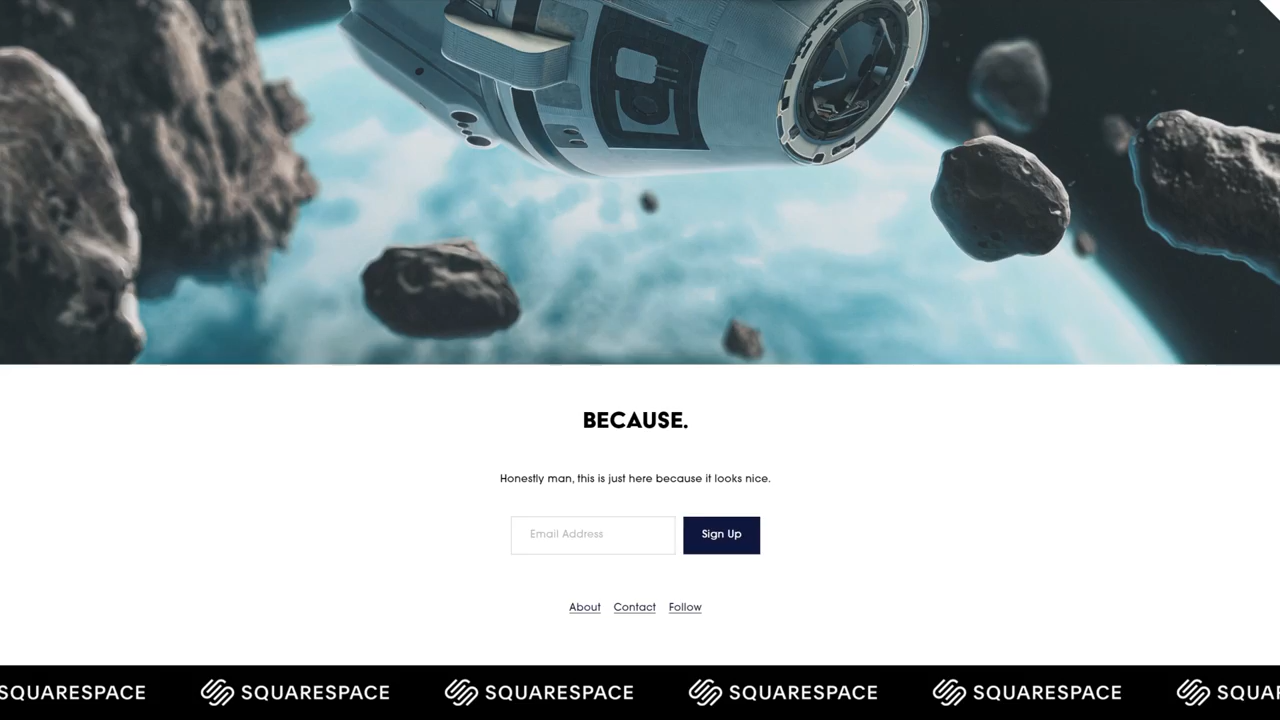 BECAUSE.
Honestly man, this is just here because it looks nice.
Email Address
Sign Up
About Contact Follow
SQUARESPACE SQUARESPACE SQUARESPACE SQUARESPACE SQUARESPACE SQUA